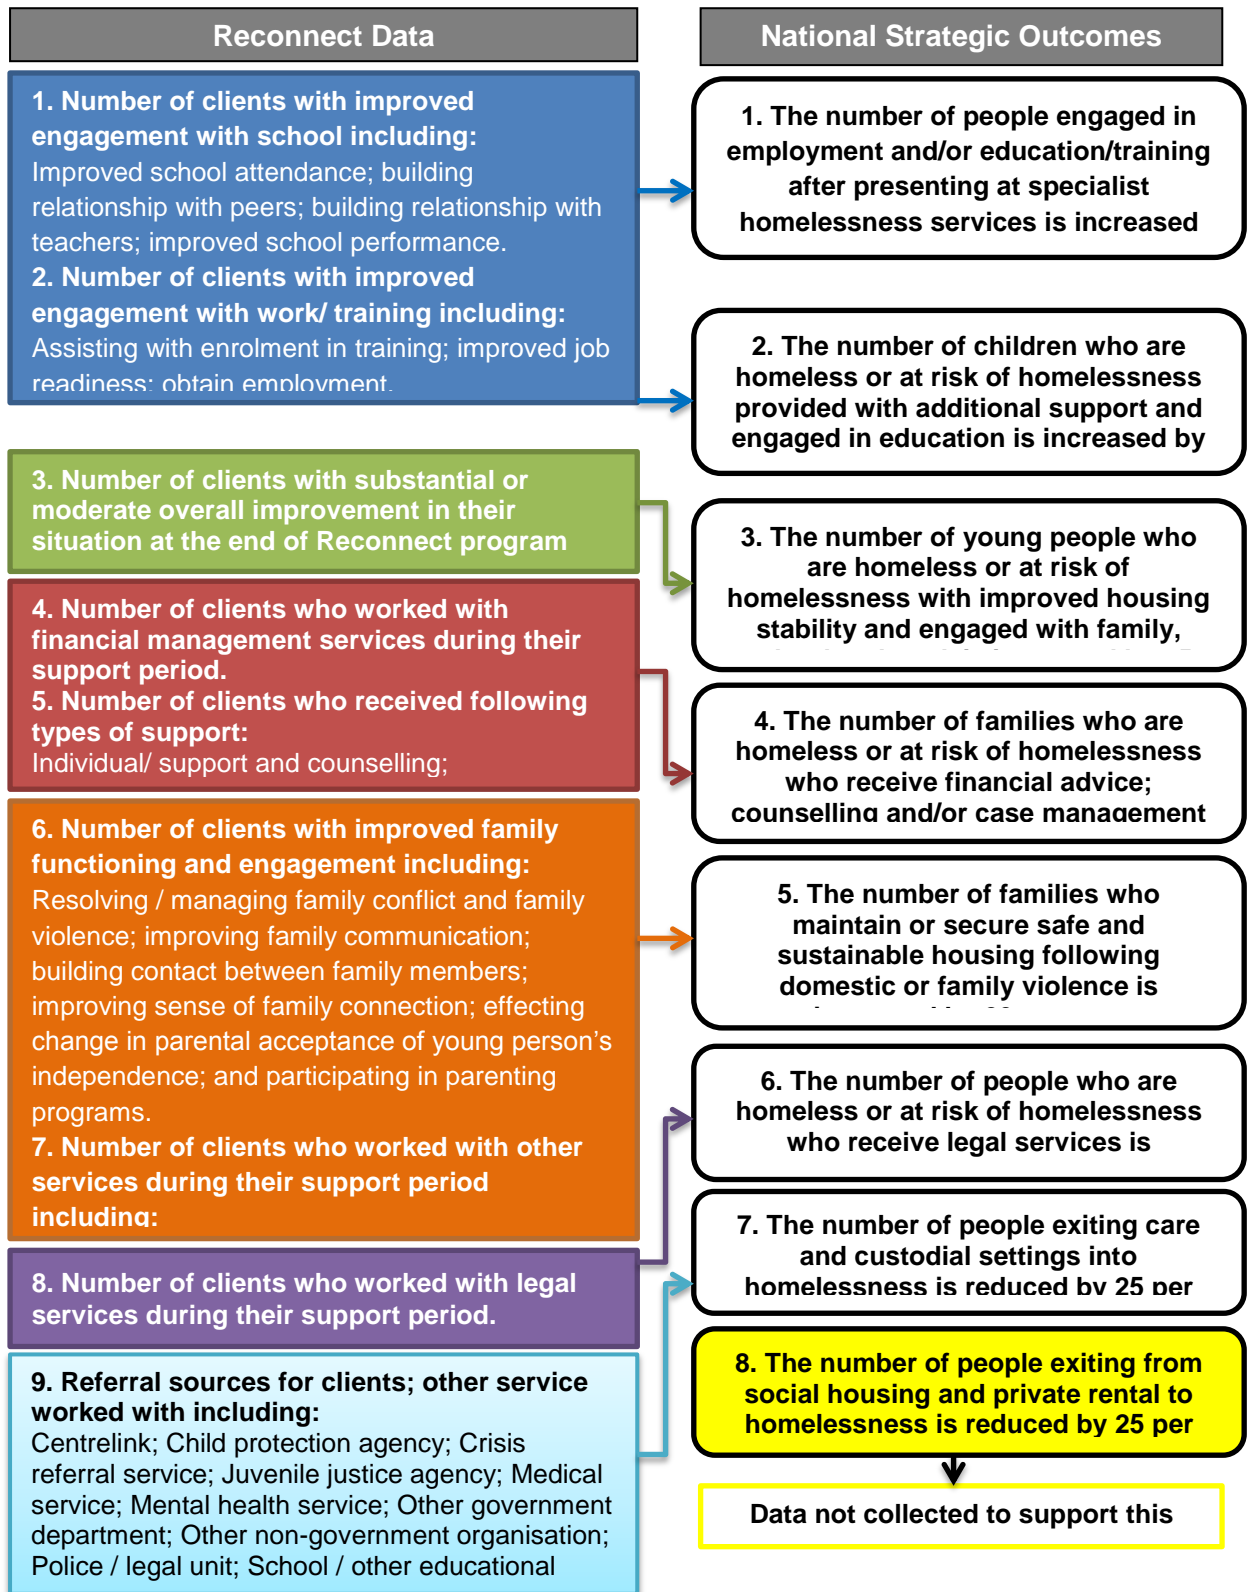 Reconnect Data
1. Number of clients with improved
engagement with school including:
Improved school attendance; building
relationship with peers; building relationship with
teachers; improved school performance.
2. Number of clients with improved
engagement with work/ training including:
Assisting with enrolment in training; improved job
readiness; obtain employment.
3. Number of clients with substantial or
moderate overall improvement in their
situation at the end of Reconnect program
4. Number of clients who worked with
financial management services during their
support period.
5. Number of clients who received following
types of support:
Individual/ support and counselling;
6. Number of clients with improved family
functioning and engagement including:
Resolving / managing family conflict and family
violence; improving family communication;
building contact between family members;
improving sense of family connection; effecting
change in parental acceptance of young person's
independence; and participating in parenting
programs.
7. Number of clients who worked with other
services during their support period
including:
8. Number of clients who worked with legal
services during their support period.
9. Referral sources for clients; other service
worked with including:
Centrelink; Child protection agency; Crisis
referral service; Juvenile justice agency; Medical
service; Mental health service; Other government
department; Other non-government organisation;
Police / legal unit; School / other educational
National Strategic Outcomes
1. The number of people engaged in
employment and/or education/training
after presenting at specialist
homelessness services is increased
2. The number of children who are
homeless or at risk of homelessness
provided with additional support and
engaged in education is increased by
3. The number of young people who
are homeless or at risk of
homelessness with improved housing
stability and engaged with family,
4. The number of families who are
homeless or at risk of homelessness
who receive financial advice;
counselling and/or case management
5. The number of families who
maintain or secure safe and
sustainable housing following
domestic or family violence is
6. The number of people who are
homeless or at risk of homelessness
who receive legal services is
7. The number of people exiting care
and custodial settings into
homelessness is reduced by 25 per
8. The number of people exiting from
social housing and private rental to
homelessness is reduced by 25 per
Data not collected to support this